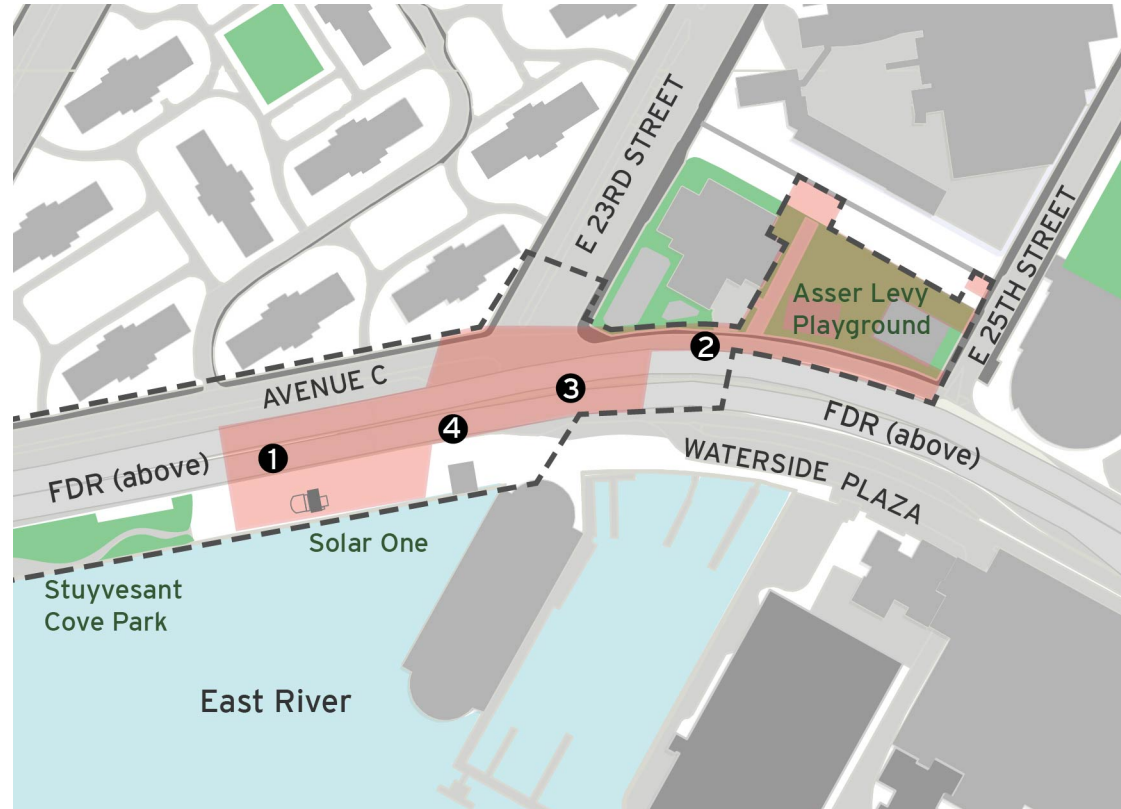 E 23RD STREET
E 25TH STREET
Asser Levy
Playground
2
AVENUE C
3
4
1
FDR (above)
FDR (above)
WATERSIDE PLAZA
Solar One
Stuyvesant
Cove Park
East River